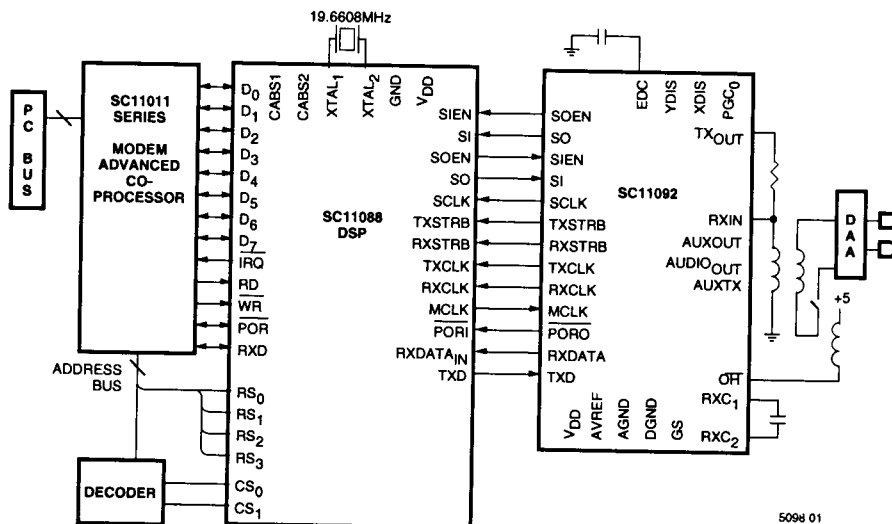 19.6608MHz
PC BUS
SC11011
SERIES
MODEM
ADVANCED
CO-
PROCESSOR
ADDRESS
BUS
DECODER
D0
D1
D2
D3
D4
D5
D6
D7
IRQ
RD
WR
POR
RXD
RS0
RS1
RS2
RS3
CS0
CS1
CABS1
CABS2
XTAL1
XTAL2
GND
VDD
SC11088
DSP
SIEN
SI
SOEN
SO
SCLK
TXSTRB
RXSTRB
TXCLK
RXCLK
MCLK
PORI
RXDATAIN
TXD
SOEN
SO
SIEN
SI
SCLK
TXSTRB
RXSTRB
TXCLK
RXCLK
MCLK
PORO
RXDATA
TXD
EDC
YDIS
XDIS
PGC0
SC11092
VDD
AVREF
AGND
DGND
GS
TXOUT
RXIN
AUXOUT
AUDIOOUT
AUXTX
OH
RXC1
RXC2
DAA
+5
5098 01